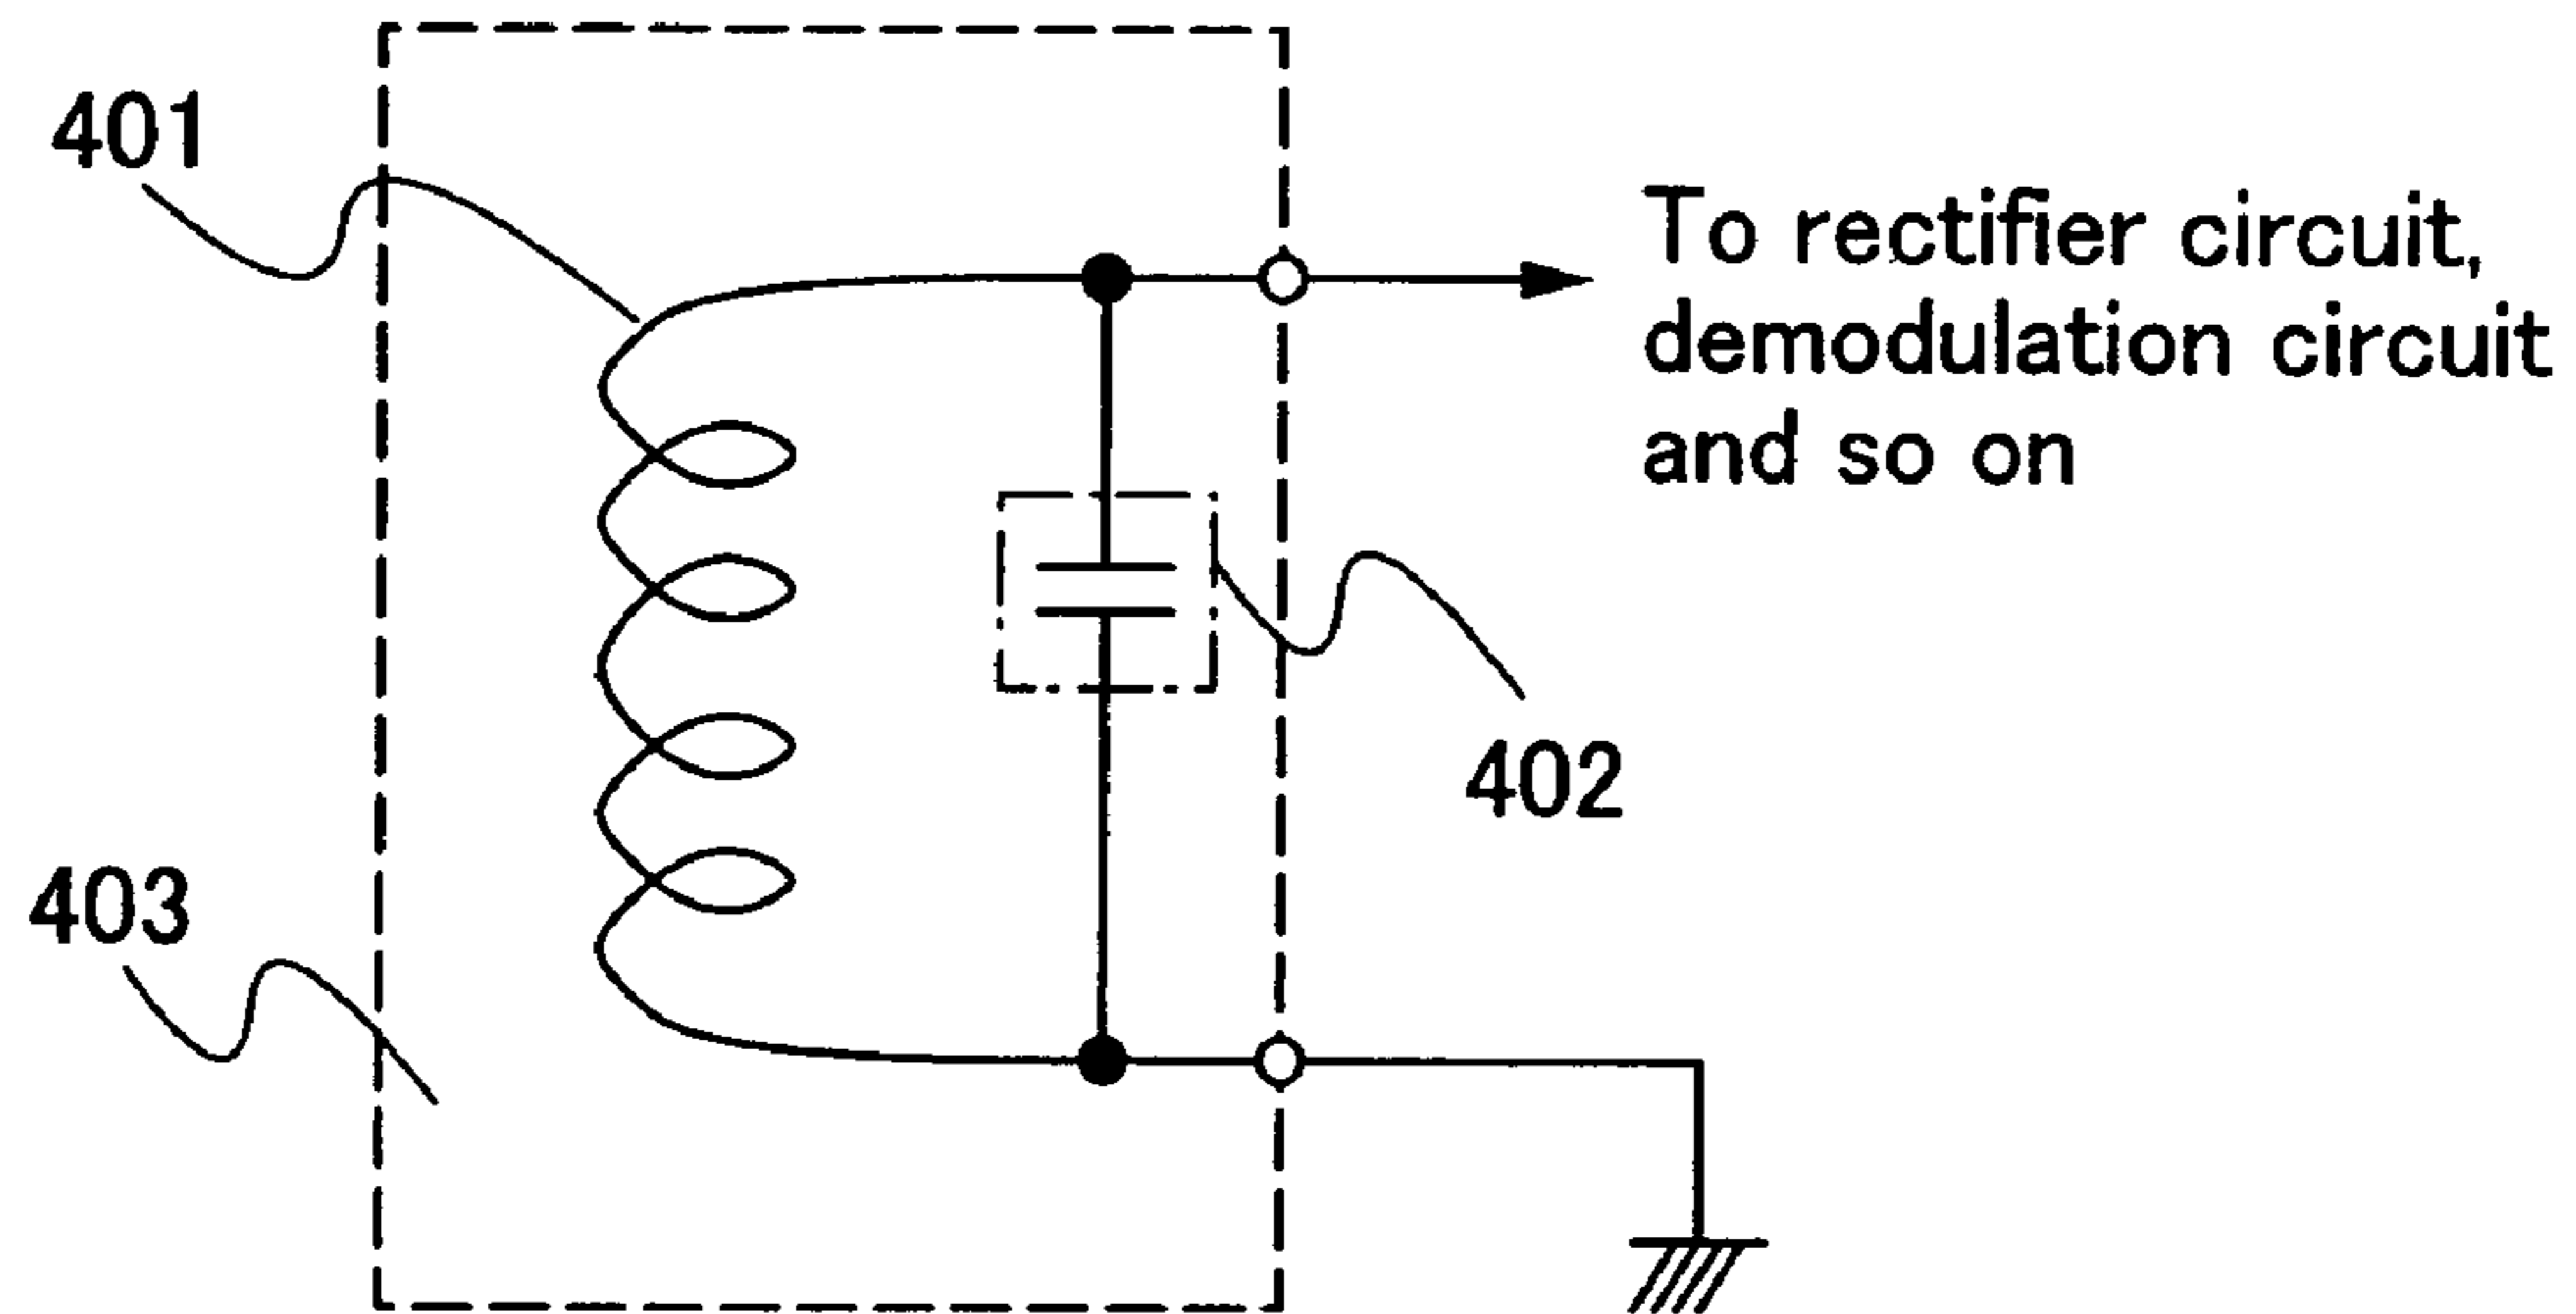 401
To rectifier circuit,
demodulation circuit
and so on
402
403